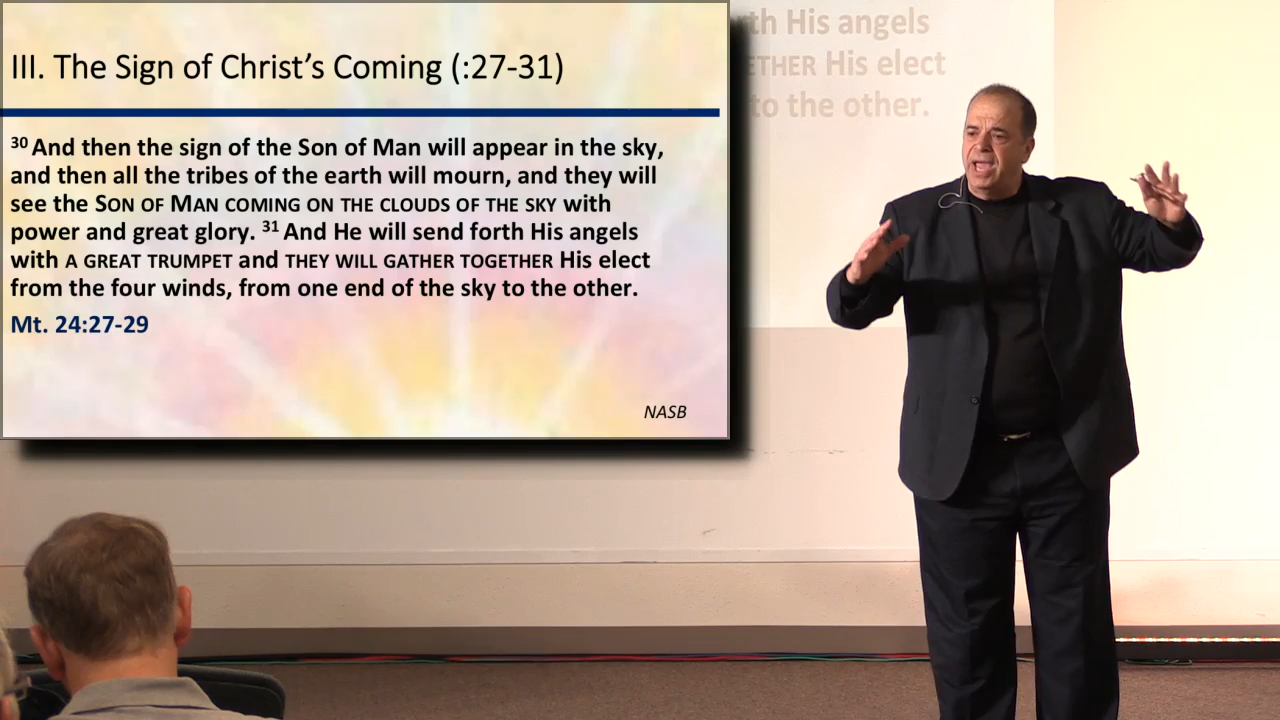 III. The Sign of Christ's Coming (:27-31)
30 And then the sign of the Son of Man will appear in the sky,
and then all the tribes of the earth will mourn, and they will
see the SON OF MAN COMING ON THE CLOUDS OF THE SKY with
power and great glory. 31 And He will send forth His angels
with A GREAT TRUMPET and THEY WILL GATHER TOGETHER His elect
from the four winds, from one end of the sky to the other.
Mt. 24:27-29
NASB
His angels
His elect
to the other.